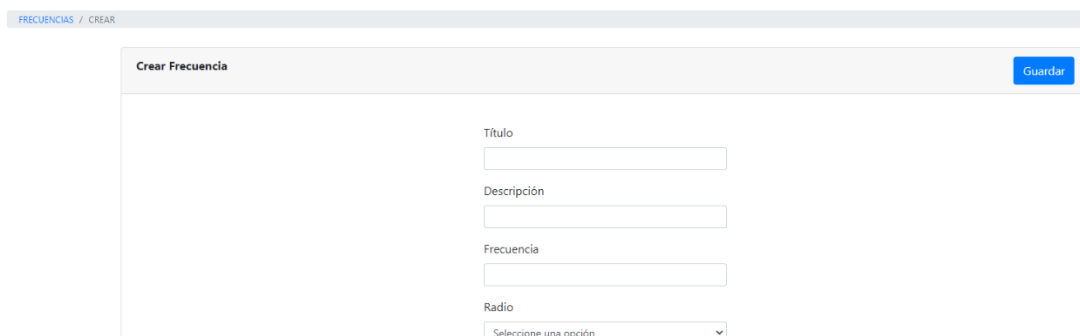 FRECUENCIAS / CREAR
Crear Frecuencia
Guardar
Título
Descripción
Frecuencia
Radio
Seleccione una opción